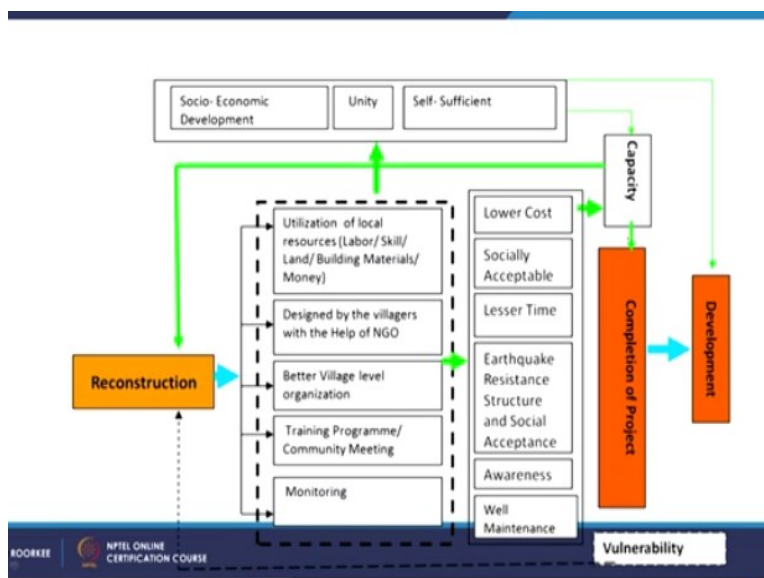 Socio- Economic
Development
Unity
Self- Sufficient
Capacity
Utilization of local
resources (Labor/ Skill/
Land/ Building Materials/
Money)
Designed by the villagers
with the Help of NGO
Better Village level
organization
Training Programme/
Community Meeting
Monitoring
Lower Cost
Socially
Acceptable
Lesser Time
Earthquake
Resistance
Structure
and Social
Acceptance
Awareness
Well
Maintenance
Reconstruction
Completion of Project
Development
Vulnerability
ROORKEE
NPTEL ONLINE
CERTIFICATION COURSE